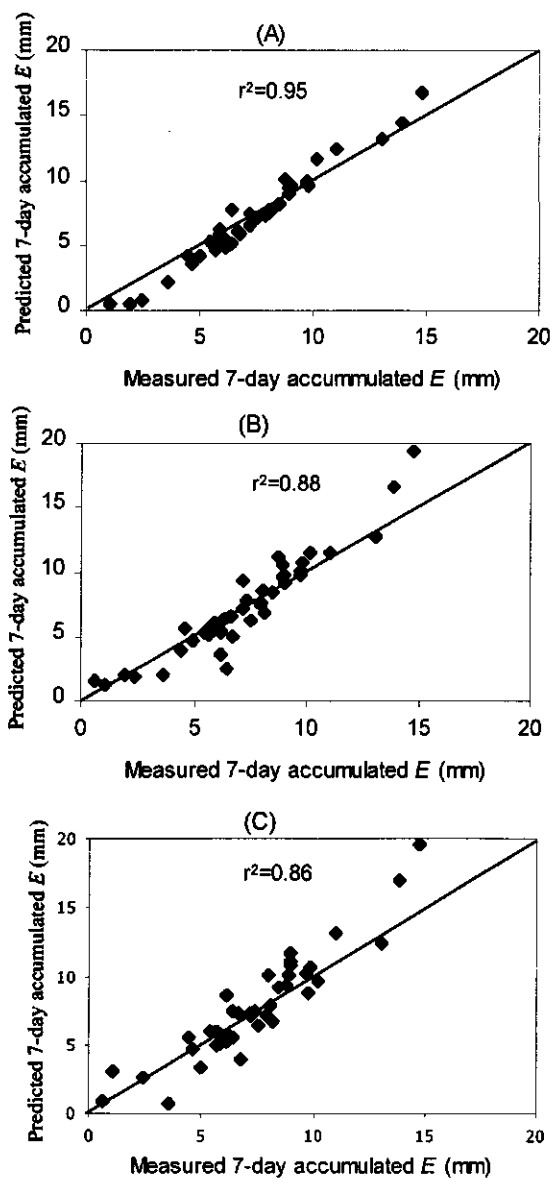 (A)
r²=0.95
Predicted 7-day accumulated E (mm)
20
15
10
5
0
0 5 10 15 20
Measured 7-day accummulated E (mm)
(B)
r²=0.88
Predicted 7-day accumulated E (mm)
20
15
10
5
0
0 5 10 15 20
Measured 7-day accumulated E (mm)
(C)
r²=0.86
Predicted 7-day accumulated E (mm)
20
15
10
5
0
0 5 10 15 20
Measured 7-day accumulated E (mm)